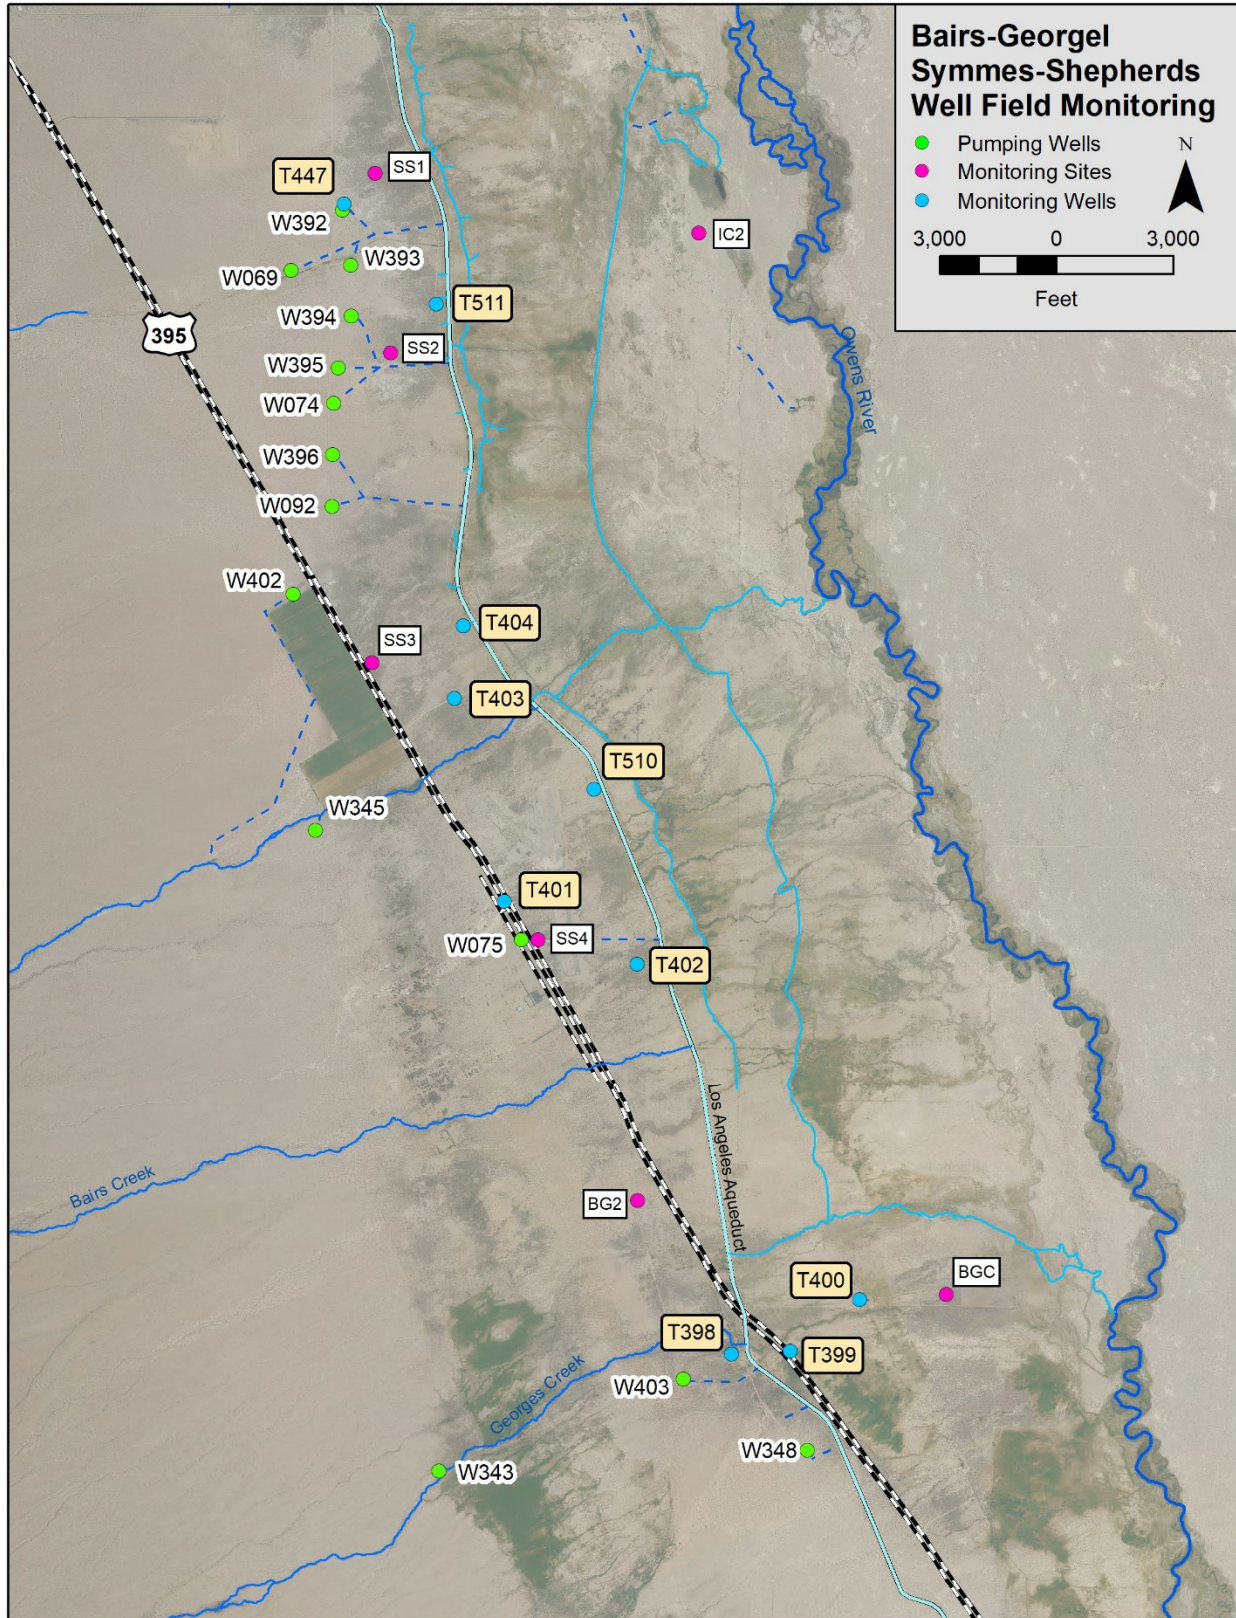 Bairs-Georgel
Symmes-Shepherds
Well Field Monitoring
Pumping Wells
Monitoring Sites
Monitoring Wells
N
3,000 0 3,000
Feet
SS1
T447
W392
IC2
W393
W069
T511
W394
395
SS2
W395
Owens River
W074
W396
W092
W402
T404
SS3
T403
T510
W345
T401
W075
SS4
T402
Los Angeles Aqueduct
Bairs Creek
BG2
T400
BGC
T398
T399
W403
Georges Creek
W348
W343